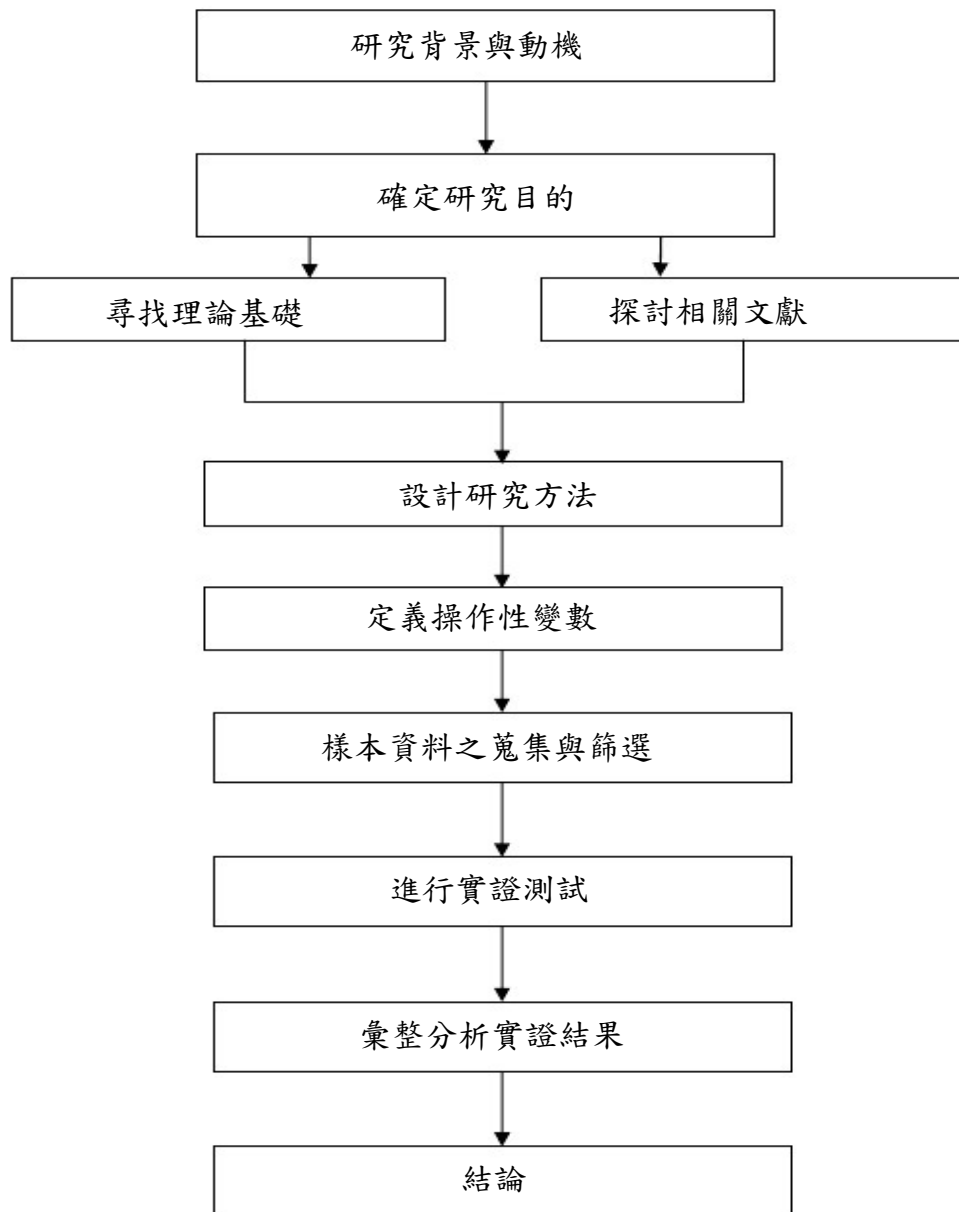 研究背景與動機
確定研究目的
尋找理論基礎
探討相關文獻
設計研究方法
定義操作性變數
樣本資料之蒐集與篩選
進行實證測試
彙整分析實證結果
結論